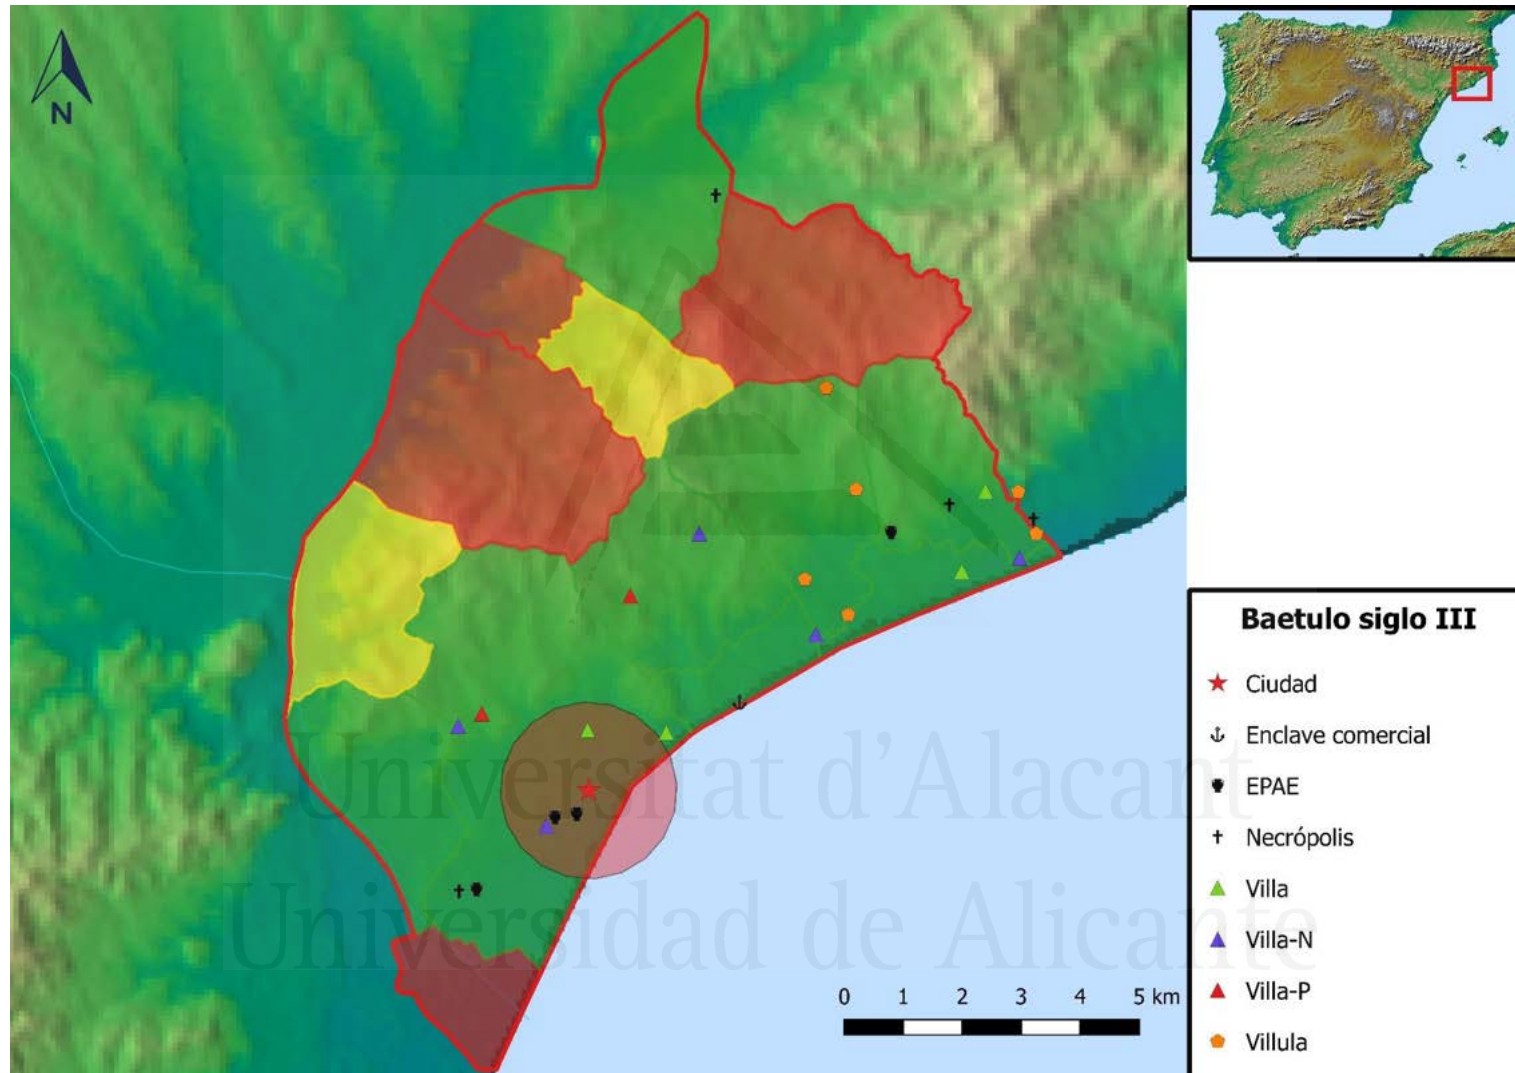 N
Baetulo siglo III
Ciudad
Enclave comercial
EPAE
Necrópolis
Villa
Villa-N
Villa-P
Villula
0 1 2 3 4 5 km
Universitat d'Alacant
Universidad de Alicante